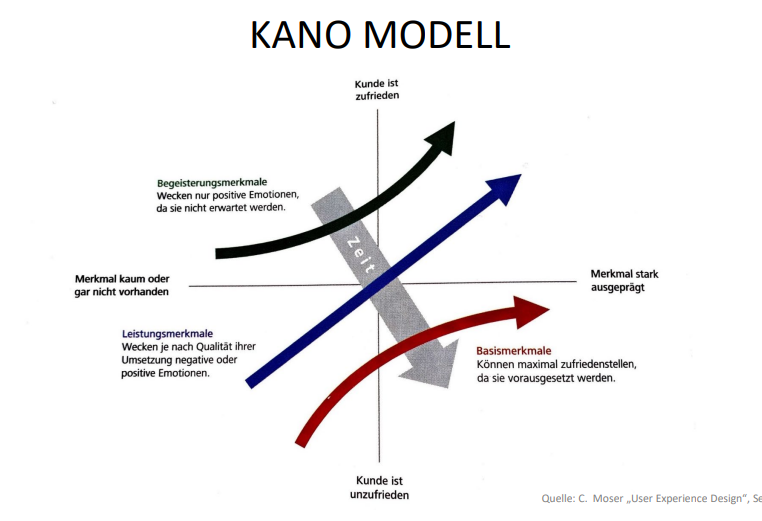 KANO MODELL
Kunde ist
zufrieden
Begeisterungsmerkmale
Wecken nur positive Emotionen,
da sie nicht erwartet werden.
Zeit
Merkmal kaum oder
gar nicht vorhanden
Merkmal stark
ausgeprägt
Leistungsmerkmale
Wecken je nach Qualität ihrer
Umsetzung negative oder
positive Emotionen.
Basismerkmale
Können maximal zufriedenstellen,
da sie vorausgesetzt werden.
Kunde ist
unzufrieden
Quelle: C. Moser „User Experience Design“,